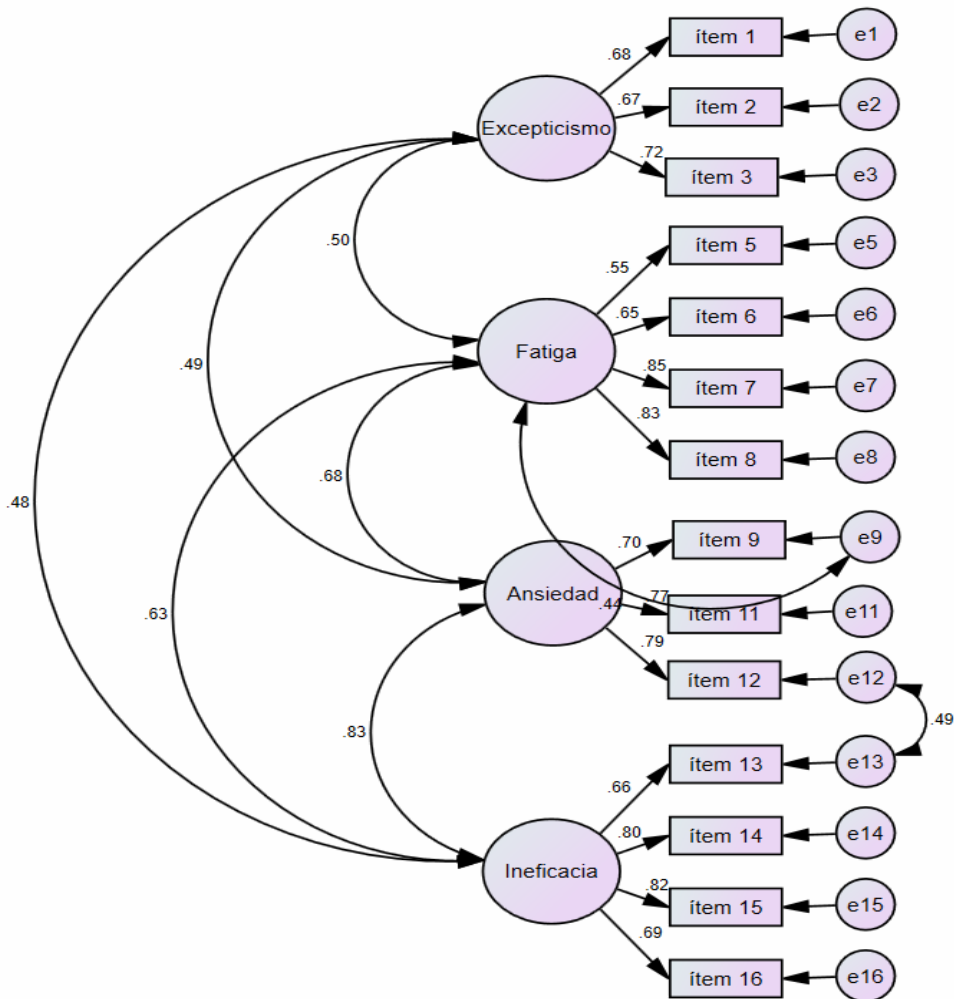 ítem 1
e1
.68
Excepticismo
.67
ítem 2
e2
.72
ítem 3
e3
.50
ítem 5
e5
.55
.65
ítem 6
e6
Fatiga
.49
.85
ítem 7
e7
.83
ítem 8
e8
.68
.48
.70
ítem 9
e9
Ansiedad
.44
.77
ítem 11
e11
.63
.79
ítem 12
e12
.49
.83
ítem 13
e13
.66
.80
ítem 14
e14
Ineficacia
.82
ítem 15
e15
.69
ítem 16
e16